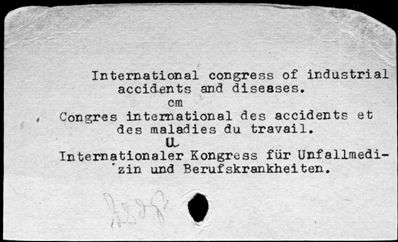 International congress of industrial
accidents and diseases.
cm
Congres international des accidents et
des maladies du travail.
u
Internationaler Kongress für Unfallmedi-
zin und Berufskrankheiten.